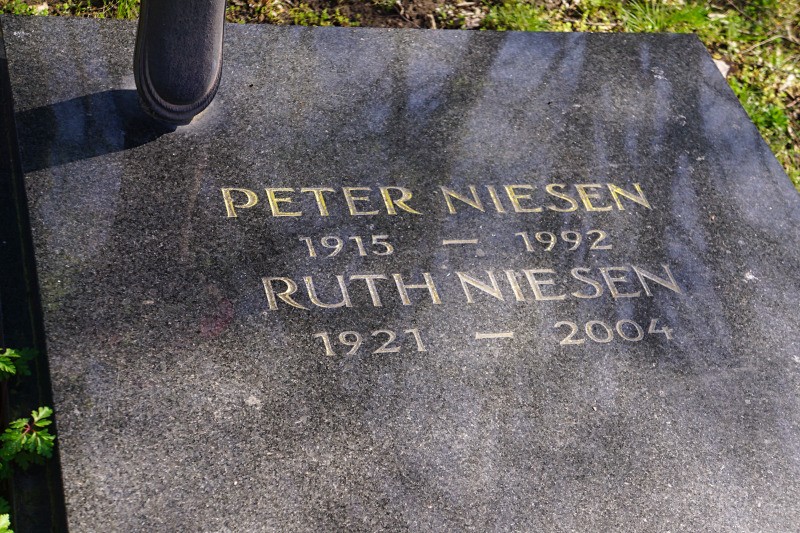 PETER NIESEN
1915 — 1992
RUTH NIESEN
1921 — 2004